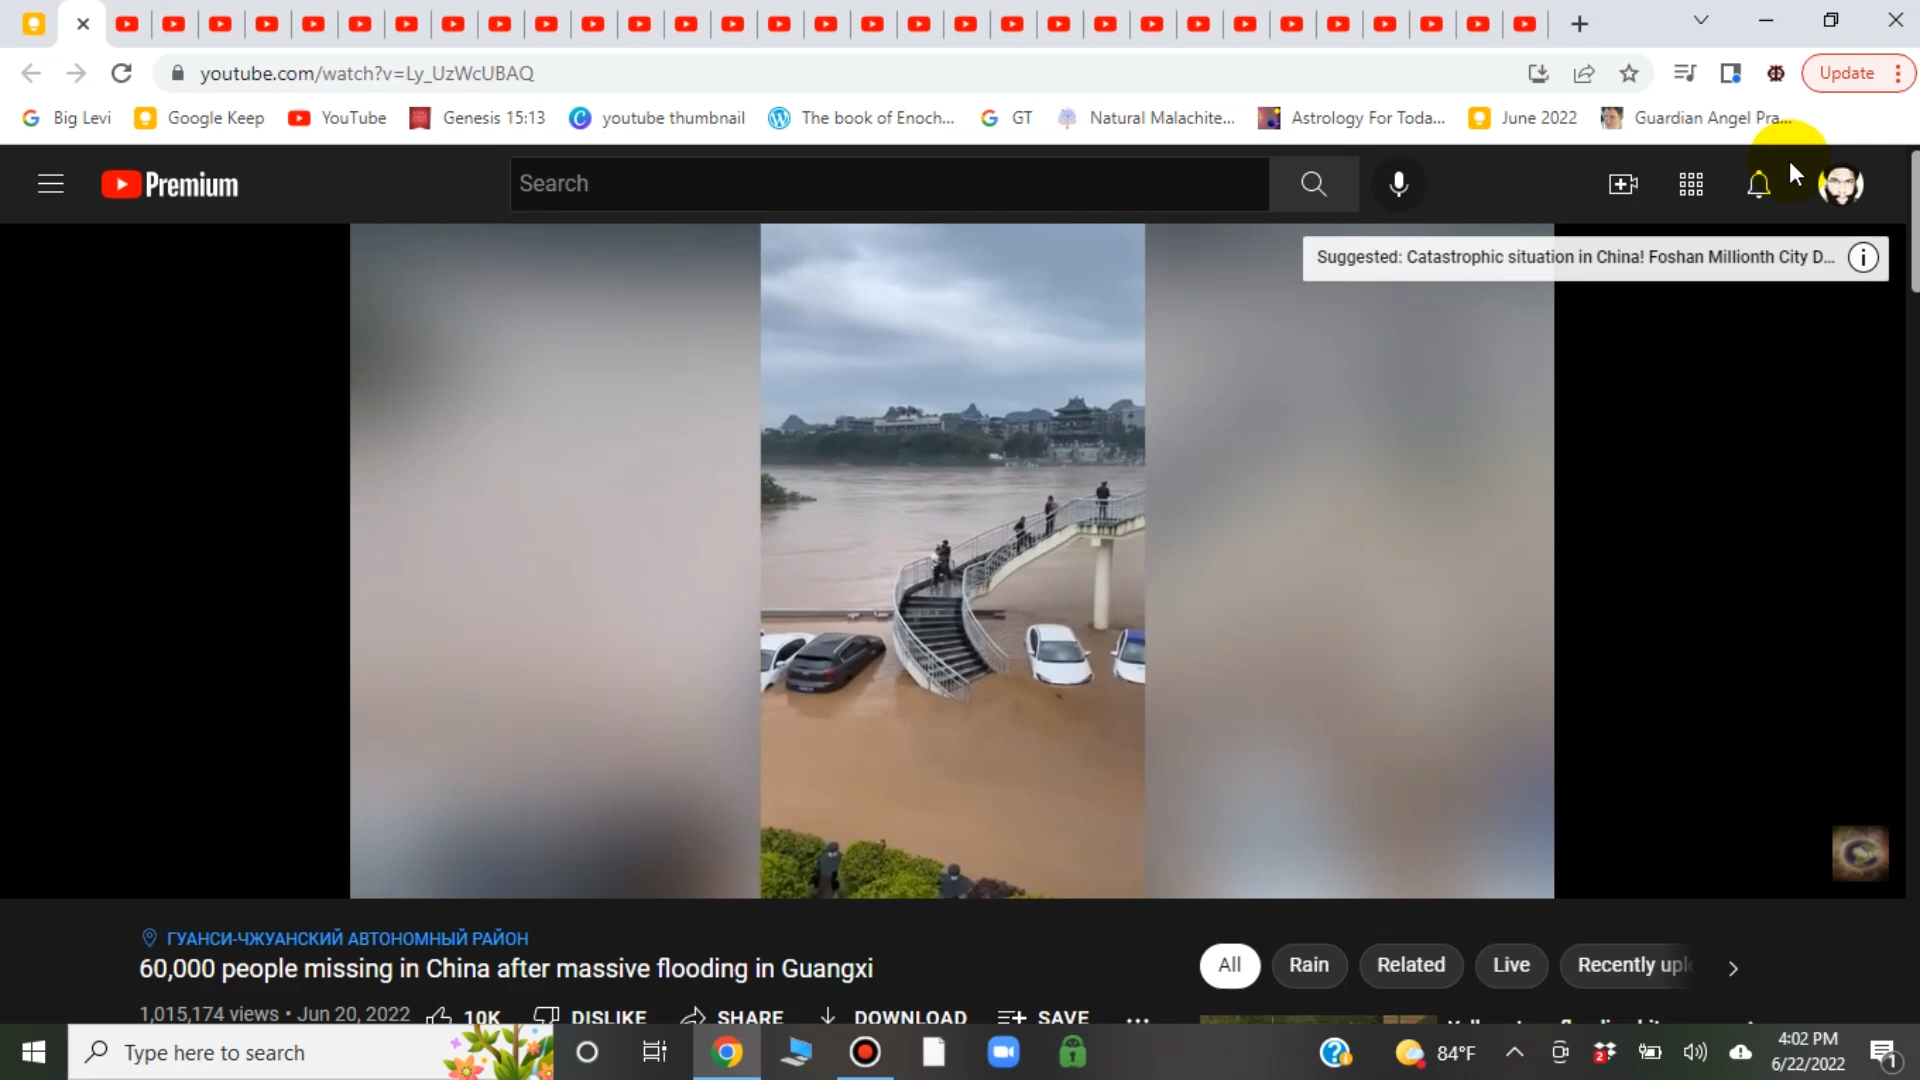 youtube.com/watch?v=Ly_UzWcUBAQ
Update
Big Levi
Google Keep
YouTube
Genesis 15:13
youtube thumbnail
The book of Enoch...
GT
Natural Malachite...
Astrology For Toda...
June 2022
Guardian Angel Pra...
Premium
Search
Suggested: Catastrophic situation in China! Foshan Millionth City D...
ГУАНСИ-ЧЖУАНСКИЙ АВТОНОМНЫЙ РАЙОН
60,000 people missing in China after massive flooding in Guangxi
All
Rain
Related
Live
Recently uplo
1,015,174 views • Jun 20, 2022
10K
DISLIKE
SHARE
DOWNLOAD
SAVE
Type here to search
84°F
4:02 PM
6/22/2022